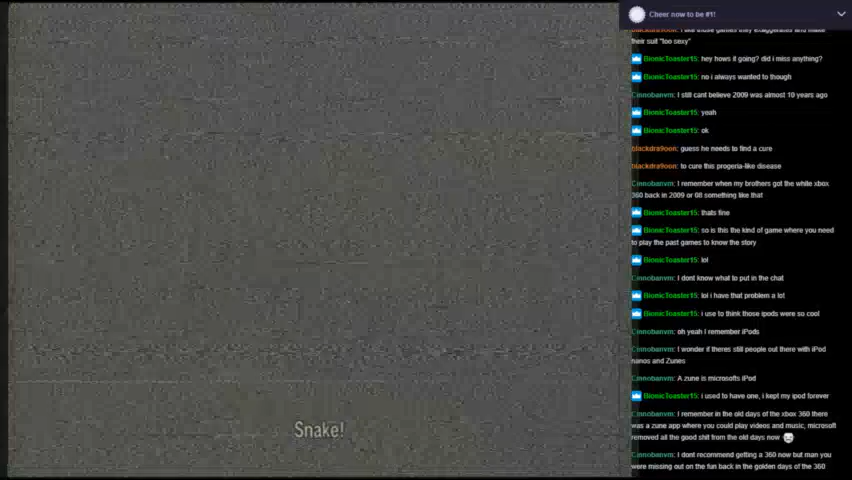 Cheer now to be #1!
their suit "too sexy"
BionicToaster15: hey hows it going? did i miss anything?
BionicToaster15: no i always wanted to though
Cinnobanvm: I still cant believe 2009 was almost 10 years ago
BionicToaster15: yeah
BionicToaster15: ok
blackdra9oon: guess he needs to find a cure
blackdra9oon: to cure this progeria-like disease
Cinnobanvm: I remember when my brothers got the while xbox
360 back in 2009 or 08 something like that
BionicToaster15: thats fine
BionicToaster15: so is this the kind of game where you need
to play the past games to know the story
BionicToaster15: lol
Cinnobanvm: I dont know what to put in the chat
BionicToaster15: lol i have that problem a lot
BionicToaster15: i use to think those ipods were so cool
Cinnobanvm: oh yeah I remember iPods
Cinnobanvm: I wonder if theres still people out there with iPod
nanos and Zunes
Cinnobanvm: A zune is microsofts iPod
BionicToaster15: i used to have one, i kept my ipod forever
Cinnobanvm: I remember in the old days of the xbox 360 there
was a zune app where you could play videos and music, microsoft
removed all the good shit from the old days now
Cinnobanvm: I dont recommend getting a 360 now but man you
were missing out on the fun back in the golden days of the 360
Snake!